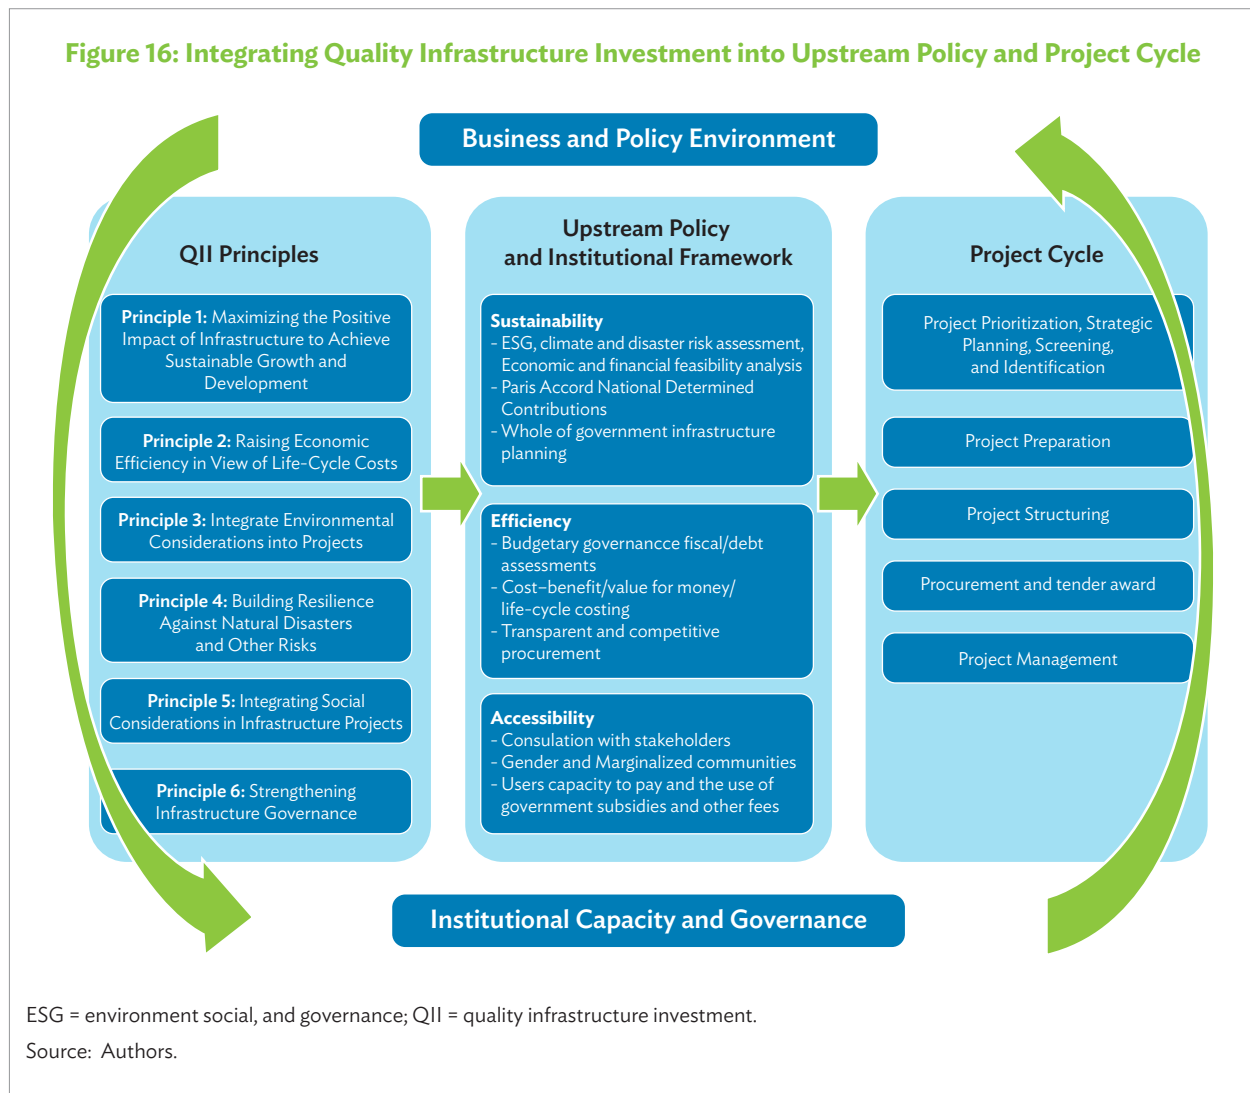 Figure 16: Integrating Quality Infrastructure Investment into Upstream Policy and Project Cycle
Business and Policy Environment
QII Principles
Principle 1: Maximizing the Positive
Impact of Infrastructure to Achieve
Sustainable Growth and
Development
Principle 2: Raising Economic
Efficiency in View of Life-Cycle Costs
Principle 3: Integrate Environmental
Considerations into Projects
Principle 4: Building Resilience
Against Natural Disasters
and Other Risks
Principle 5: Integrating Social
Considerations in Infrastructure Projects
Principle 6: Strengthening
Infrastructure Governance
Upstream Policy
and Institutional Framework
Sustainability
- ESG, climate and disaster risk assessment,
Economic and financial feasibility analysis
- Paris Accord National Determined
Contributions
- Whole of government infrastructure
planning
Efficiency
- Budgetary governancce fiscal/debt
assessments
- Cost–benefit/value for money/
life-cycle costing
- Transparent and competitive
procurement
Accessibility
- Consulation with stakeholders
- Gender and Marginalized communities
- Users capacity to pay and the use of
government subsidies and other fees
Project Cycle
Project Prioritization, Strategic
Planning, Screening,
and Identification
Project Preparation
Project Structuring
Procurement and tender award
Project Management
Institutional Capacity and Governance
ESG = environment social, and governance; QII = quality infrastructure investment.
Source: Authors.